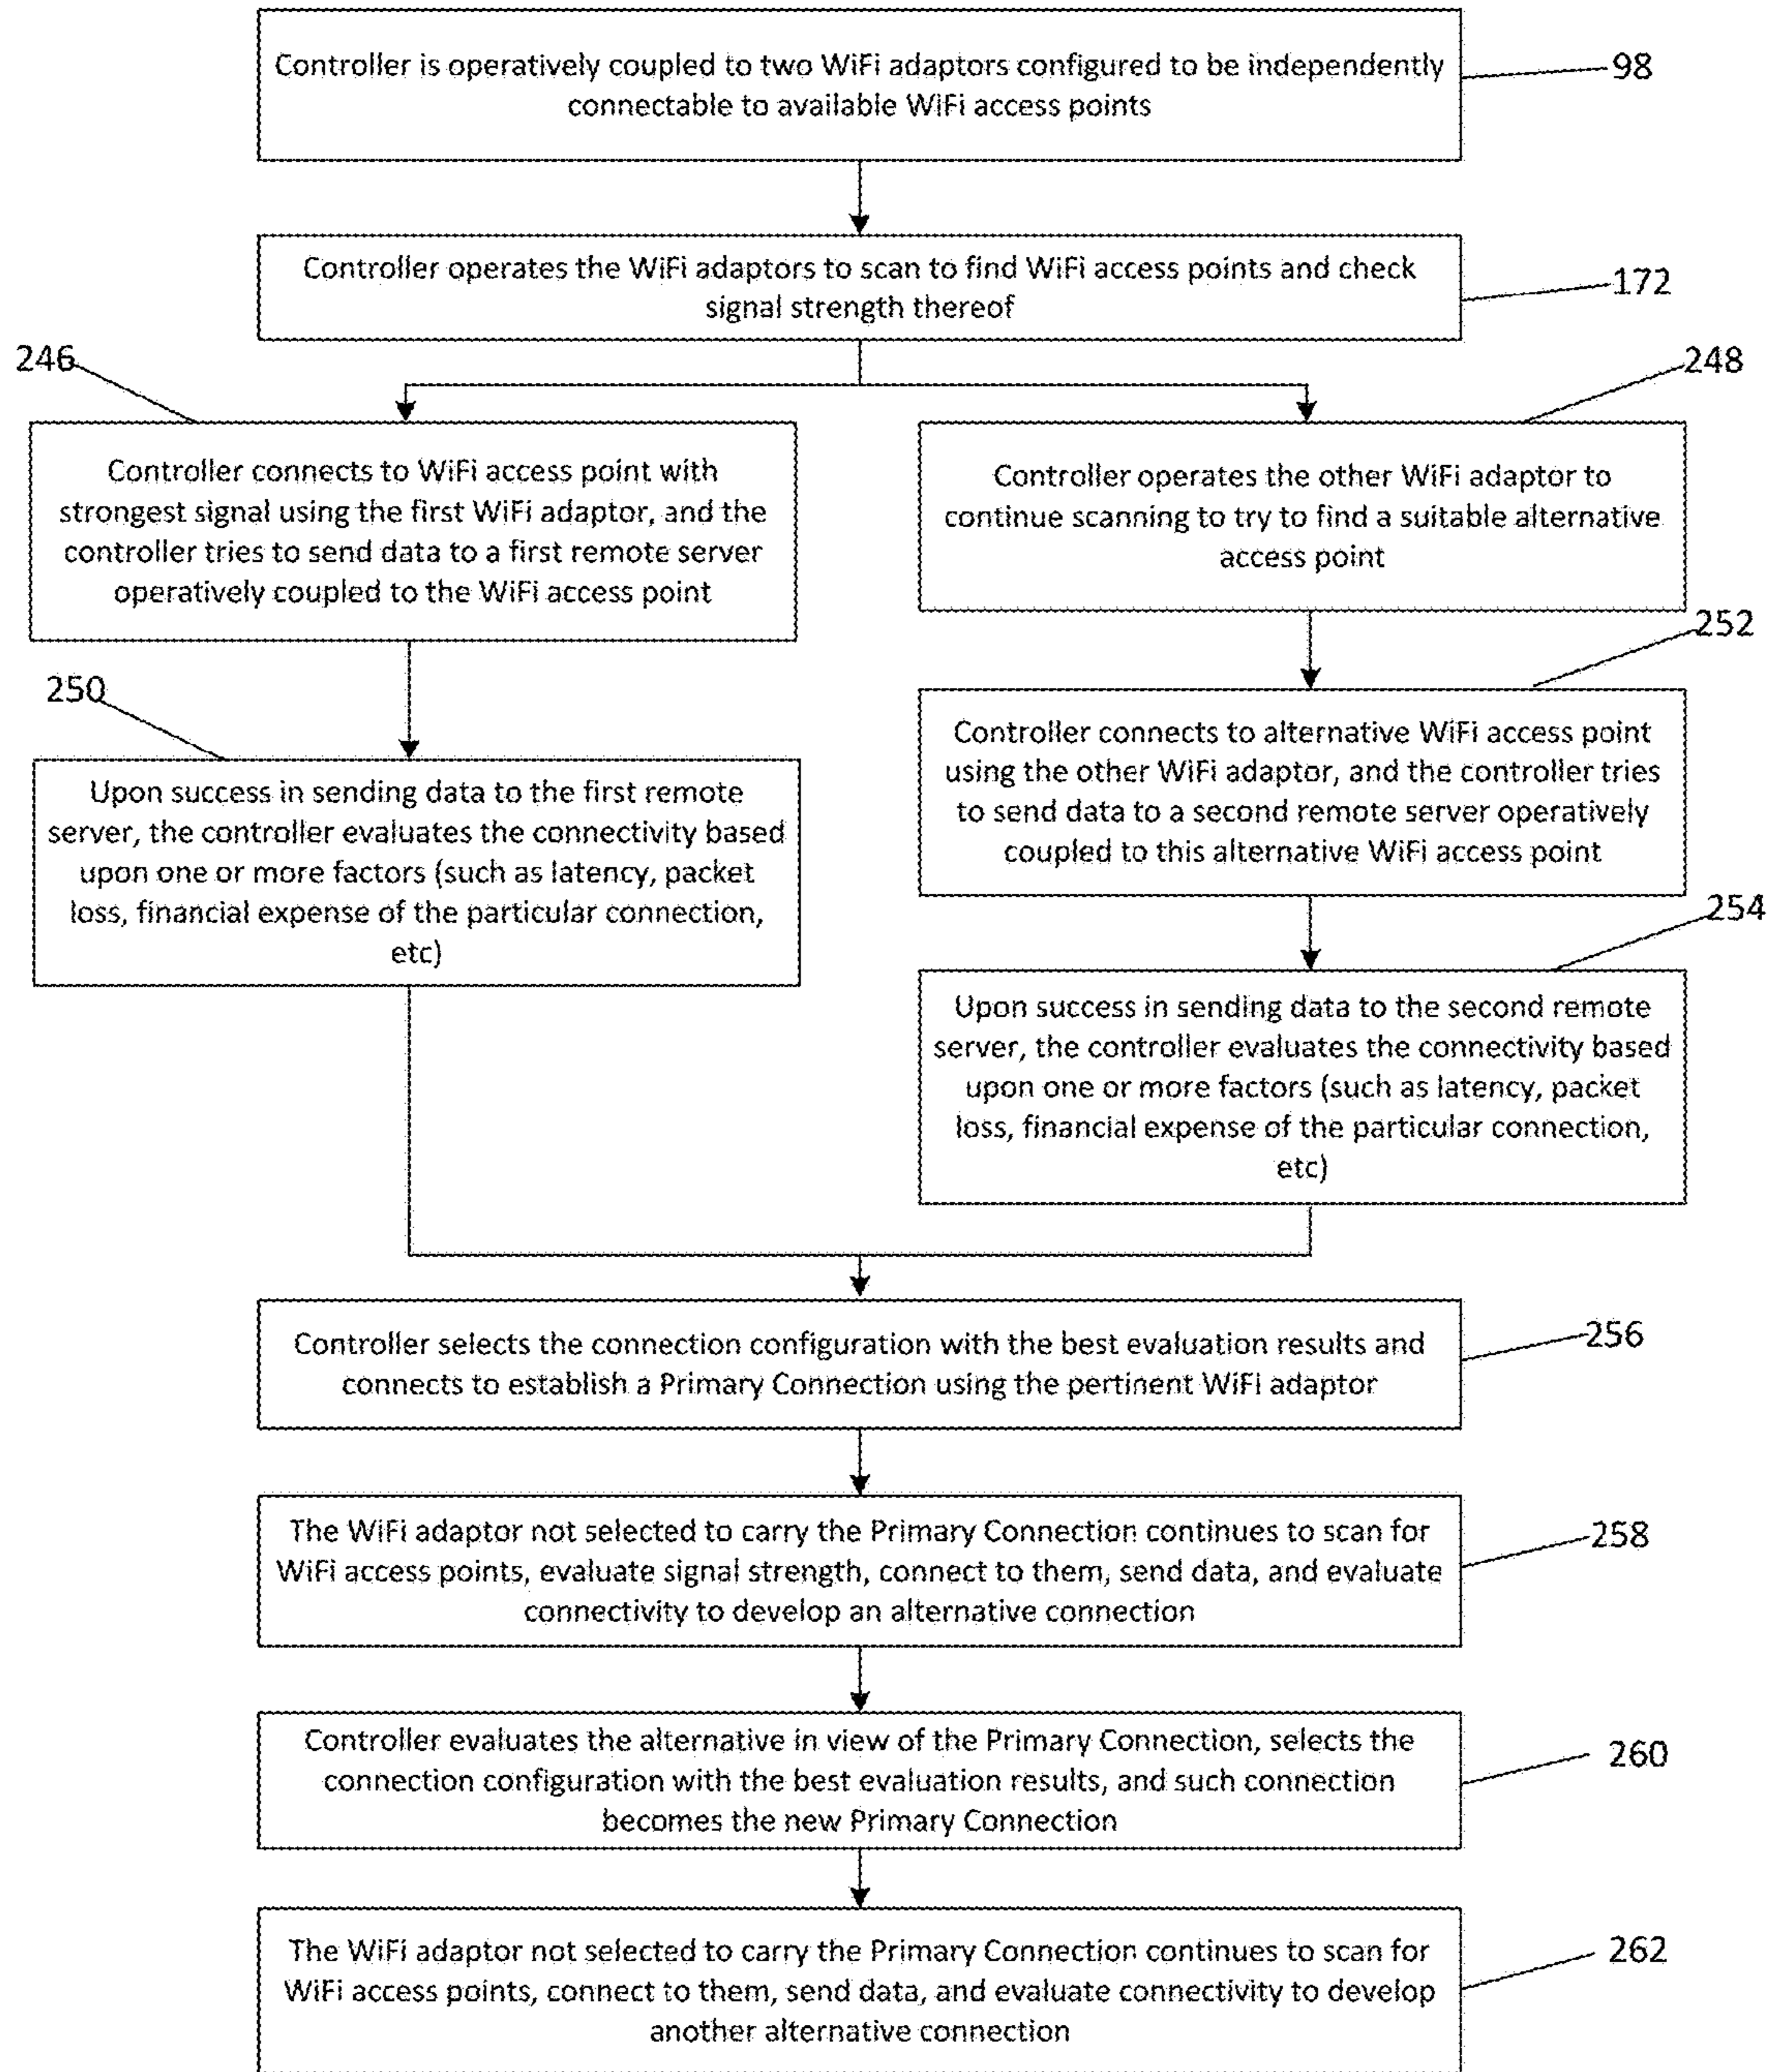 Controller is operatively coupled to two WiFi adaptors configured to be independently
connectable to available WiFi access points
98
Controller operates the WiFi adaptors to scan to find WiFi access points and check
signal strength thereof
172
246
248
Controller connects to WiFi access point with
strongest signal using the first WiFi adaptor, and the
controller tries to send data to a first remote server
operatively coupled to the WiFi access point
Controller operates the other WiFi adaptor to
continue scanning to try to find a suitable alternative
access point
250
252
Upon success in sending data to the first remote
server, the controller evaluates the connectivity based
upon one or more factors (such as latency, packet
loss, financial expense of the particular connection,
etc)
Controller connects to alternative WiFi access point
using the other WiFi adaptor, and the controller tries
to send data to a second remote server operatively
coupled to this alternative WiFi access point
254
Upon success in sending data to the second remote
server, the controller evaluates the connectivity based
upon one or more factors (such as latency, packet
loss, financial expense of the particular connection,
etc)
Controller selects the connection configuration with the best evaluation results and
connects to establish a Primary Connection using the pertinent WiFi adaptor
256
The WiFi adaptor not selected to carry the Primary Connection continues to scan for
WiFi access points, evaluate signal strength, connect to them, send data, and evaluate
connectivity to develop an alternative connection
258
Controller evaluates the alternative in view of the Primary Connection, selects the
connection configuration with the best evaluation results, and such connection
becomes the new Primary Connection
260
The WiFi adaptor not selected to carry the Primary Connection continues to scan for
WiFi access points, connect to them, send data, and evaluate connectivity to develop
another alternative connection
262